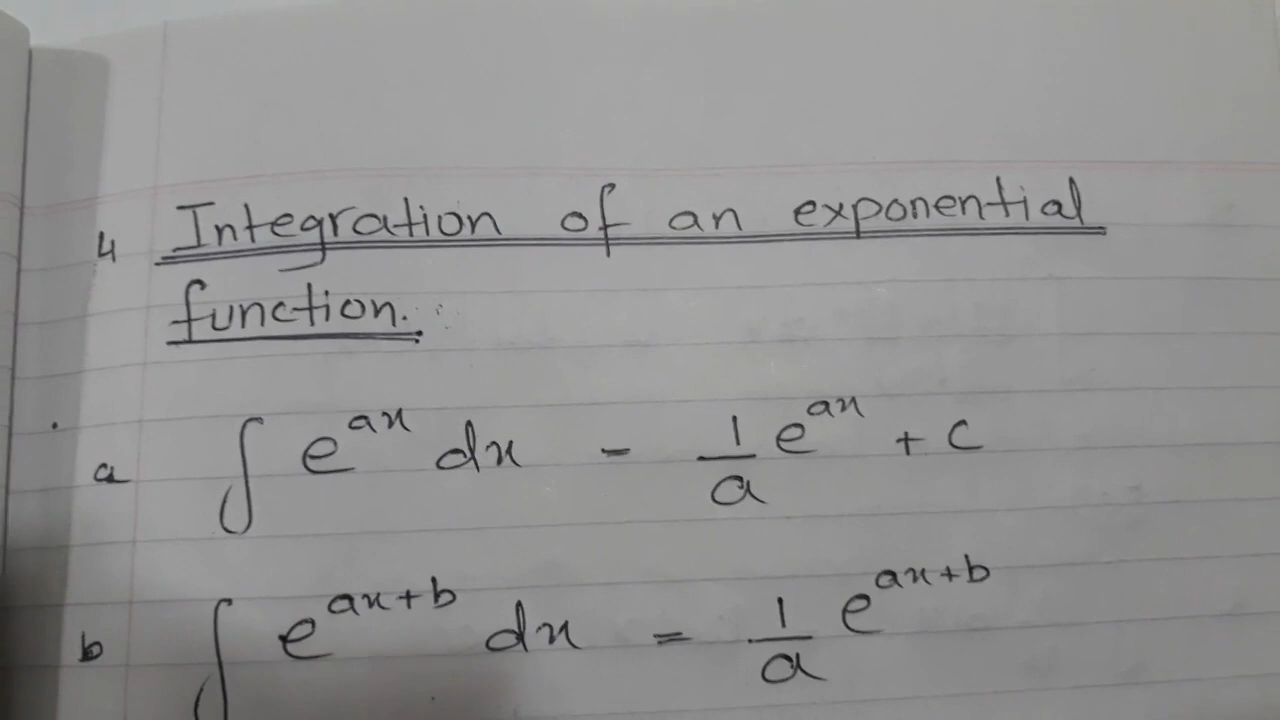 4 Integration of an exponential
function.
a ∫ e^{ax} dx - 1/a e^{ax} + c
b ∫ e^{ax+b} dx = 1/a e^{ax+b}